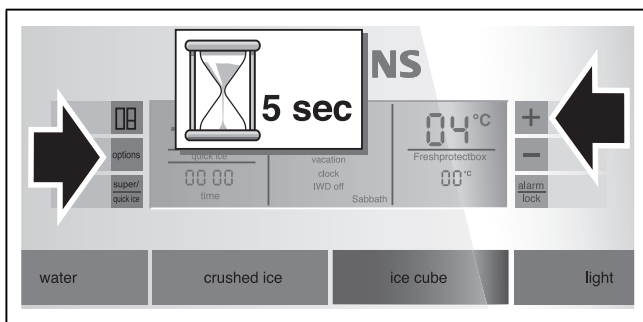 NS
5 sec
04 °C
+
options
quick ice
vacation
Freshprotectbox
−
clock
00 00
IWD off
00 °C
super/
quick ice
time
Sabbath
alarm
lock
water
crushed ice
ice cube
light